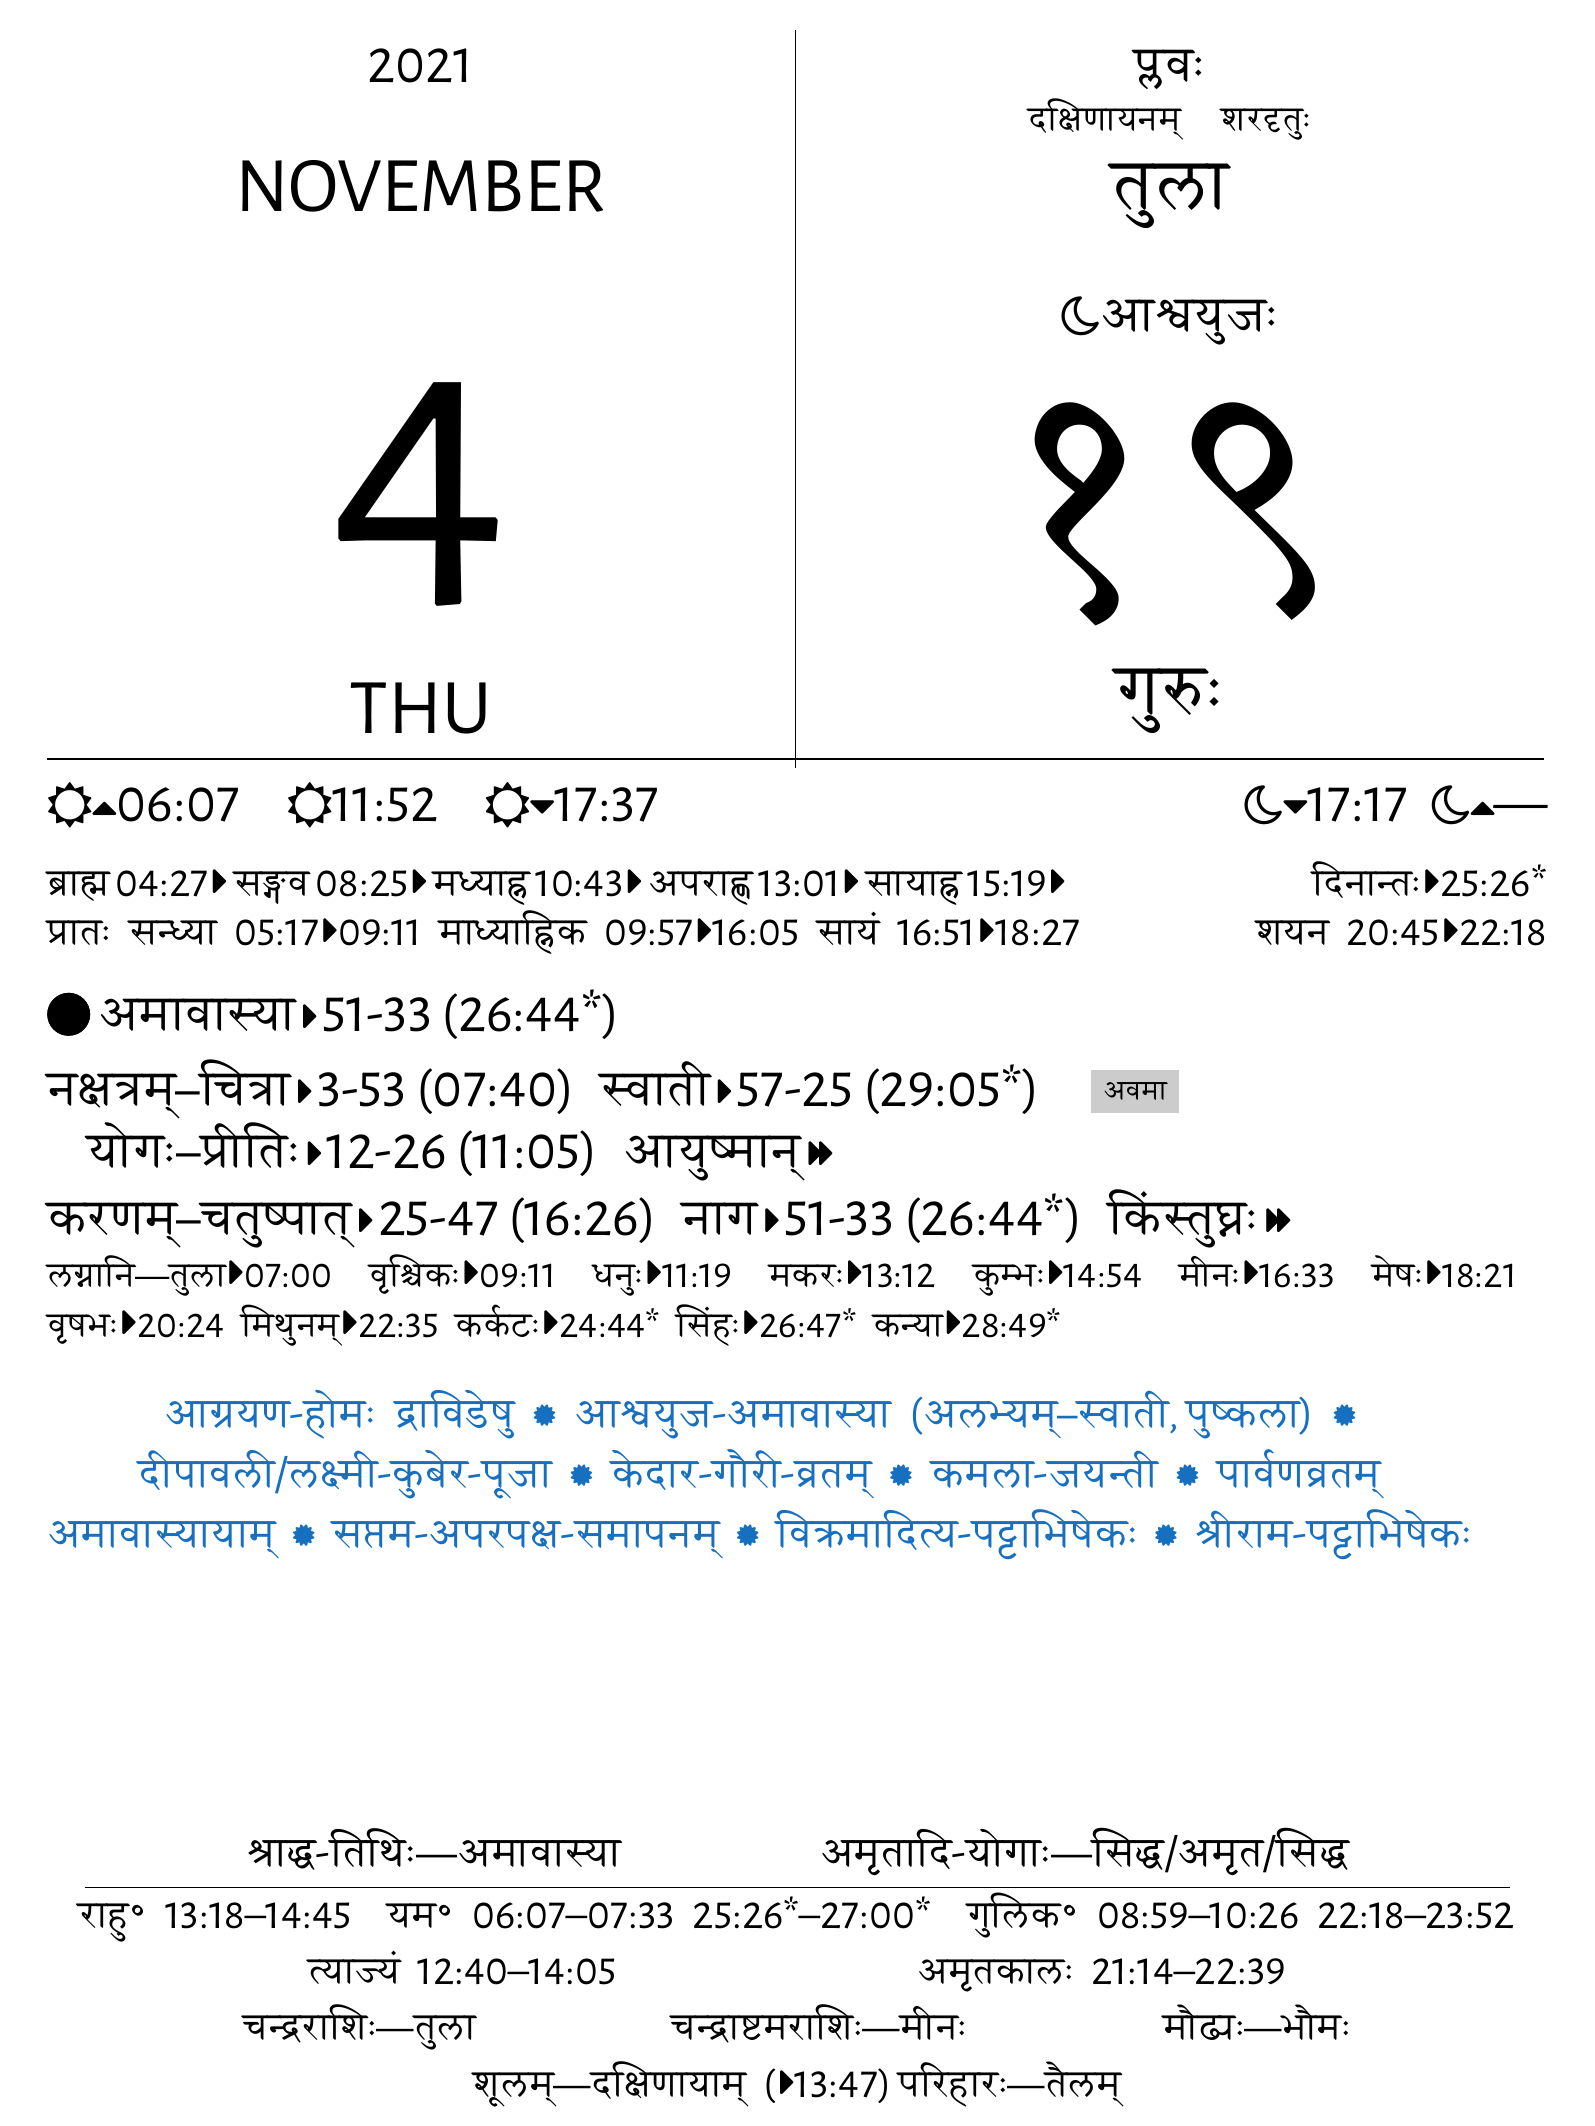 2021
NOVEMBER
4
THU
प्लवः
दक्षिणायनम् शरदृतुः
तुला
आश्वयुजः
१९
गुरुः
06:07 11:52 17:37 17:17 —
ब्राह्म 04:27 सङ्गव 08:25 मध्याह्न 10:43 अपराह्ण 13:01 सायाह्न 15:19 दिनान्तः 25:26*
प्रातः सन्ध्या 05:17 09:11 माध्याह्निक 09:57 16:05 सायं 16:51 18:27 शयन 20:45 22:18
अमावास्या 51-33 (26:44*)
नक्षत्रम्–चित्रा 3-53 (07:40) स्वाती 57-25 (29:05*) अवमा
योगः–प्रीतिः 12-26 (11:05) आयुष्मान्
करणम्–चतुष्पात् 25-47 (16:26) नाग 51-33 (26:44*) किंस्तुघ्नः
लग्नानि—तुला 07:00 वृश्चिकः 09:11 धनुः 11:19 मकरः 13:12 कुम्भः 14:54 मीनः 16:33 मेषः 18:21
वृषभः 20:24 मिथुनम् 22:35 कर्कटः 24:44* सिंहः 26:47* कन्या 28:49*
आग्रयण-होमः द्राविडेषु ✹ आश्वयुज-अमावास्या (अलभ्यम्–स्वाती, पुष्कला) ✹
दीपावली/लक्ष्मी-कुबेर-पूजा ✹ केदार-गौरी-व्रतम् ✹ कमला-जयन्ती ✹ पार्वणव्रतम्
अमावास्यायाम् ✹ सप्तम-अपरपक्ष-समापनम् ✹ विक्रमादित्य-पट्टाभिषेकः ✹ श्रीराम-पट्टाभिषेकः
श्राद्ध-तिथिः—अमावास्या अमृतादि-योगाः—सिद्ध/अमृत/सिद्ध
राहु॰ 13:18–14:45 यम॰ 06:07–07:33 25:26*–27:00* गुलिक॰ 08:59–10:26 22:18–23:52
त्याज्यं 12:40–14:05 अमृतकालः 21:14–22:39
चन्द्रराशिः—तुला चन्द्राष्टमराशिः—मीनः मौढ्यः—भौमः
शूलम्—दक्षिणायाम् (13:47) परिहारः—तैलम्